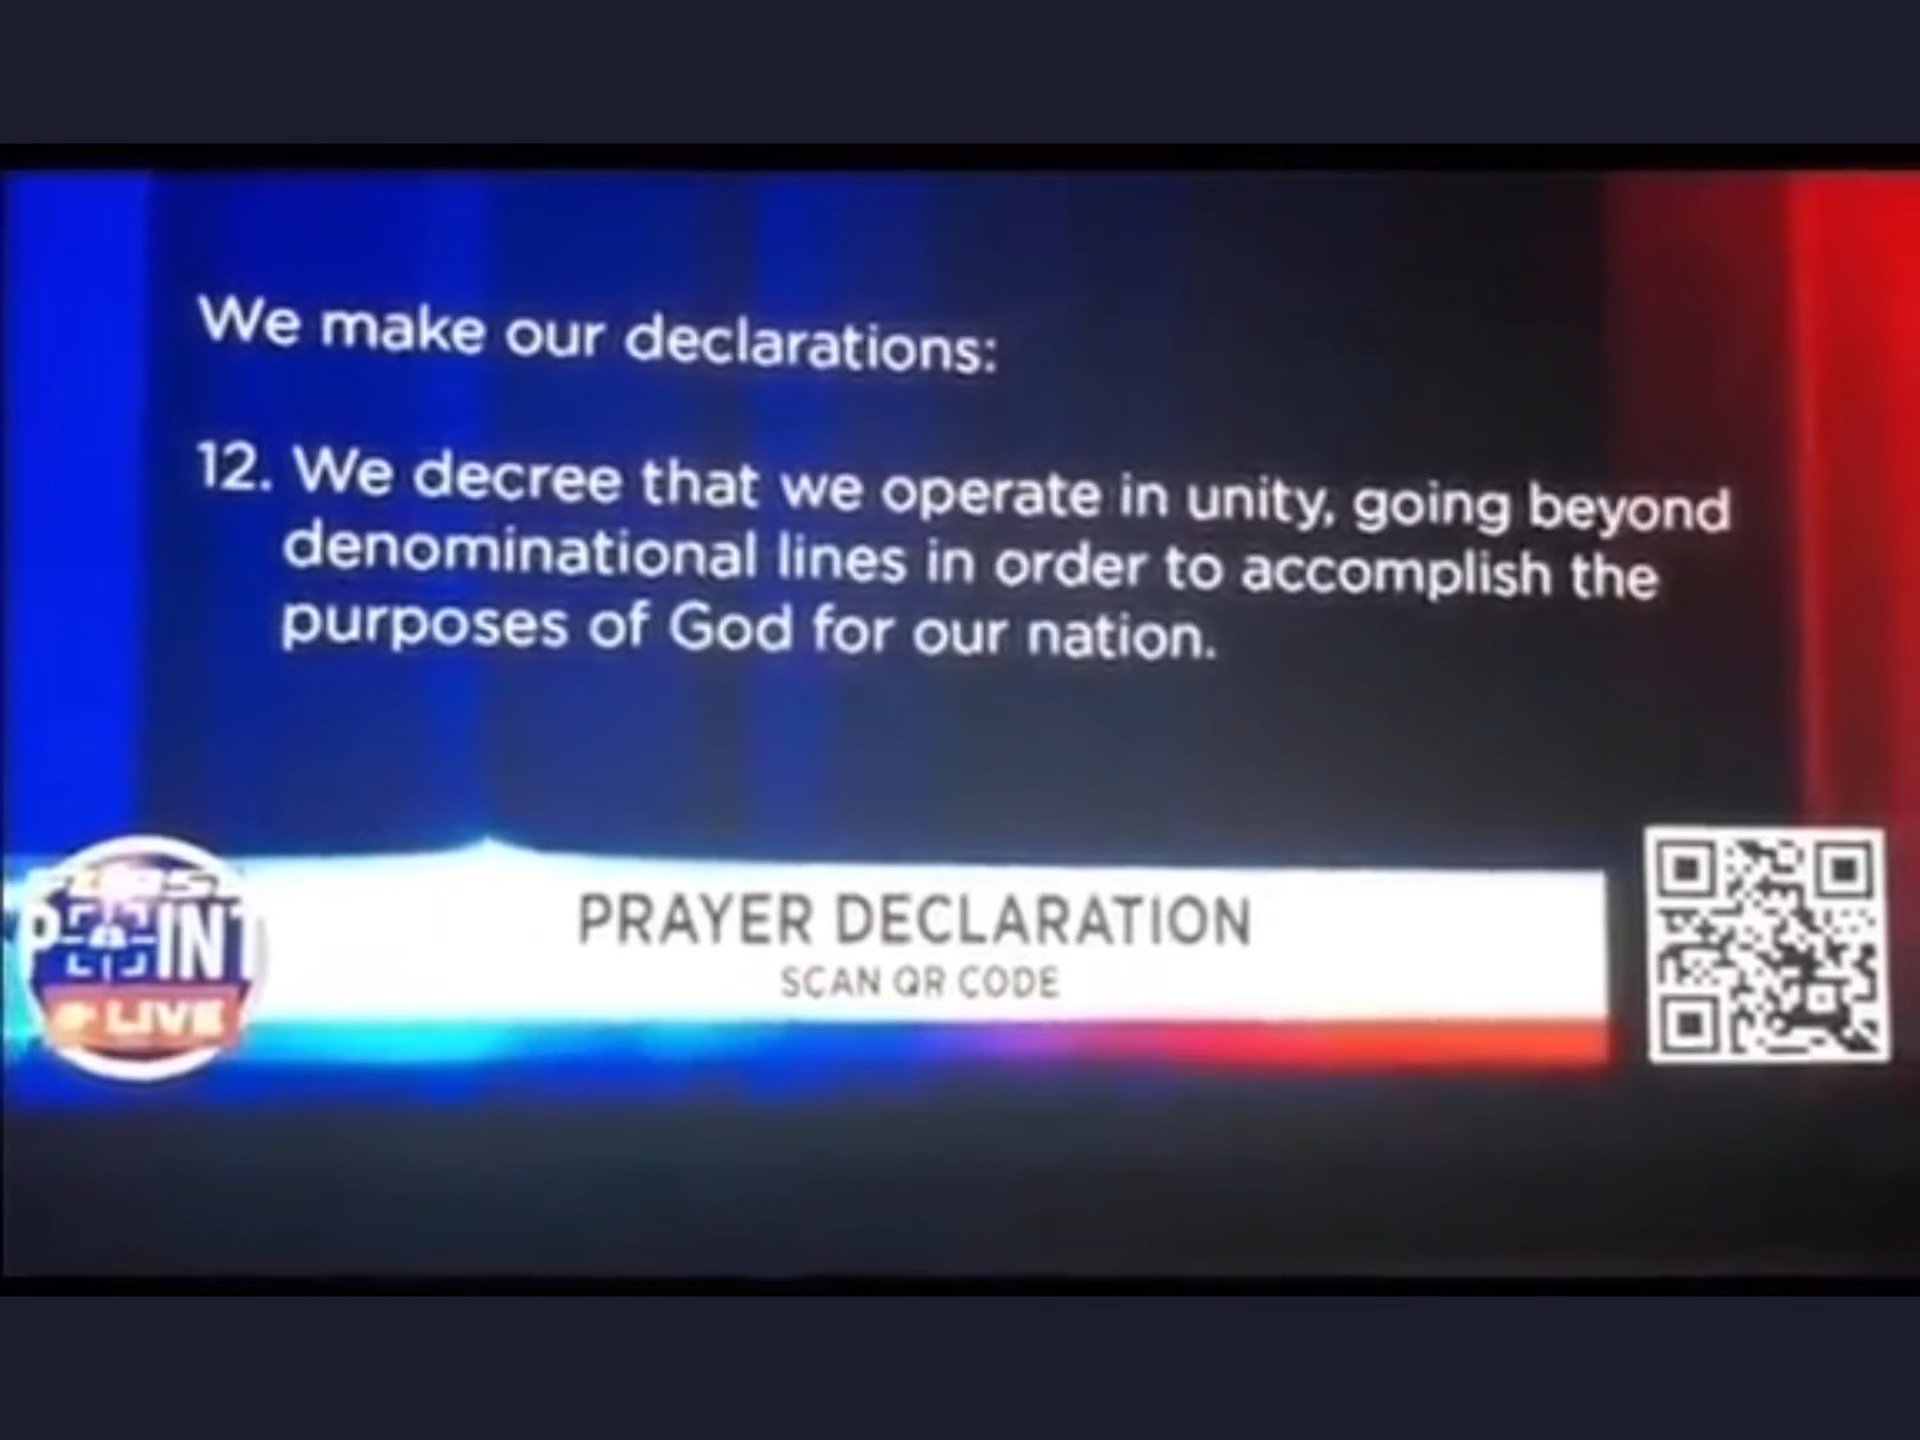 We make our declarations:
12. We decree that we operate in unity, going beyond
denominational lines in order to accomplish the
purposes of God for our nation.
PRAYER DECLARATION
SCAN QR CODE
POINT
LIVE